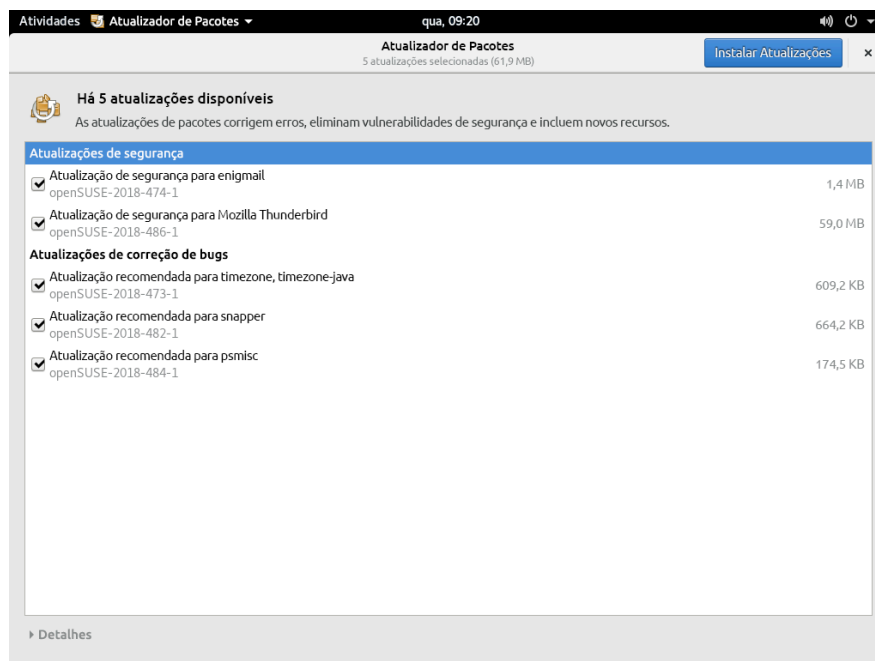 Atividades Atualizador de Pacotes qua, 09:20
Atualizador de Pacotes
5 atualizações selecionadas (61,9 MB)
Instalar Atualizações
Há 5 atualizações disponíveis
As atualizações de pacotes corrigem erros, eliminam vulnerabilidades de segurança e incluem novos recursos.
Atualizações de segurança
Atualização de segurança para enigmail
openSUSE-2018-474-1
1,4 MB
Atualização de segurança para Mozilla Thunderbird
openSUSE-2018-486-1
59,0 MB
Atualizações de correção de bugs
Atualização recomendada para timezone, timezone-java
openSUSE-2018-473-1
609,2 KB
Atualização recomendada para snapper
openSUSE-2018-482-1
664,2 KB
Atualização recomendada para psmisc
openSUSE-2018-484-1
174,5 KB
Detalhes